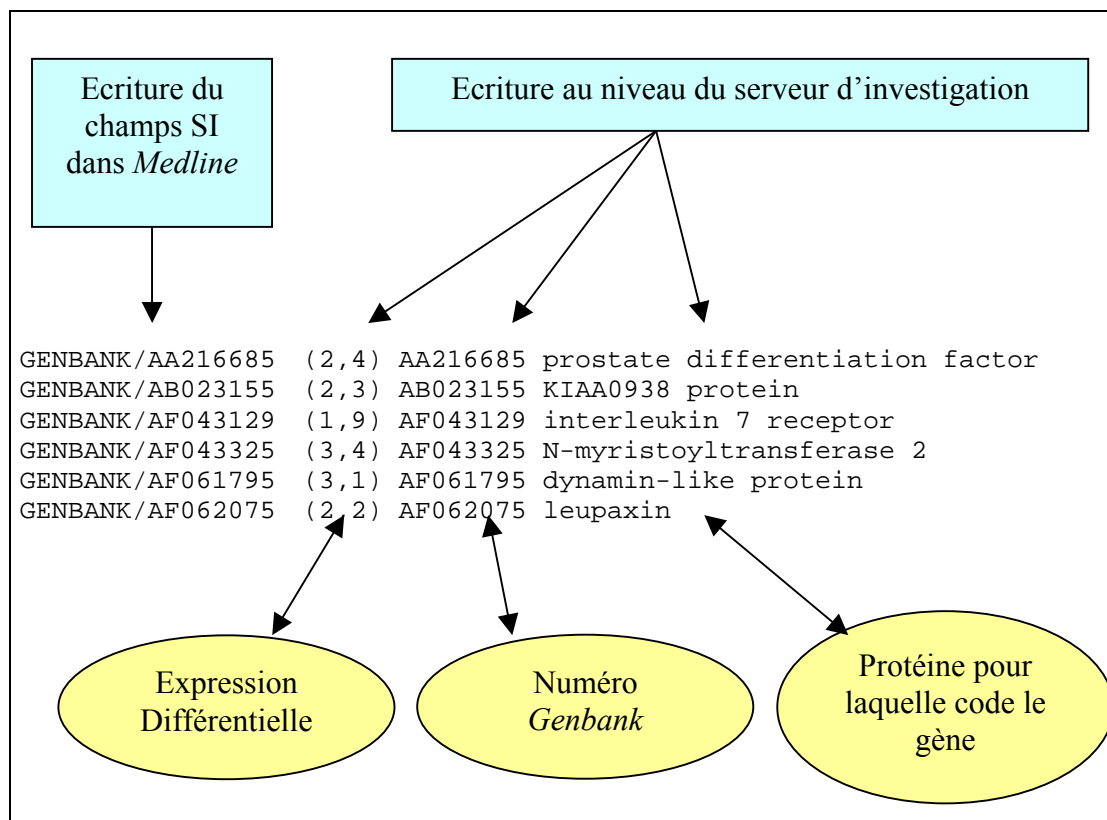 Ecriture du
champs SI
dans Medline
Ecriture au niveau du serveur d’investigation
GENBANK/AA216685 (2,4) AA216685 prostate differentiation factor
GENBANK/AB023155 (2,3) AB023155 KIAA0938 protein
GENBANK/AF043129 (1,9) AF043129 interleukin 7 receptor
GENBANK/AF043325 (3,4) AF043325 N-myristoyltransferase 2
GENBANK/AF061795 (3,1) AF061795 dynamin-like protein
GENBANK/AF062075 (2,2) AF062075 leupaxin
Expression
Différentielle
Numéro
Genbank
Protéine pour
laquelle code le
gène